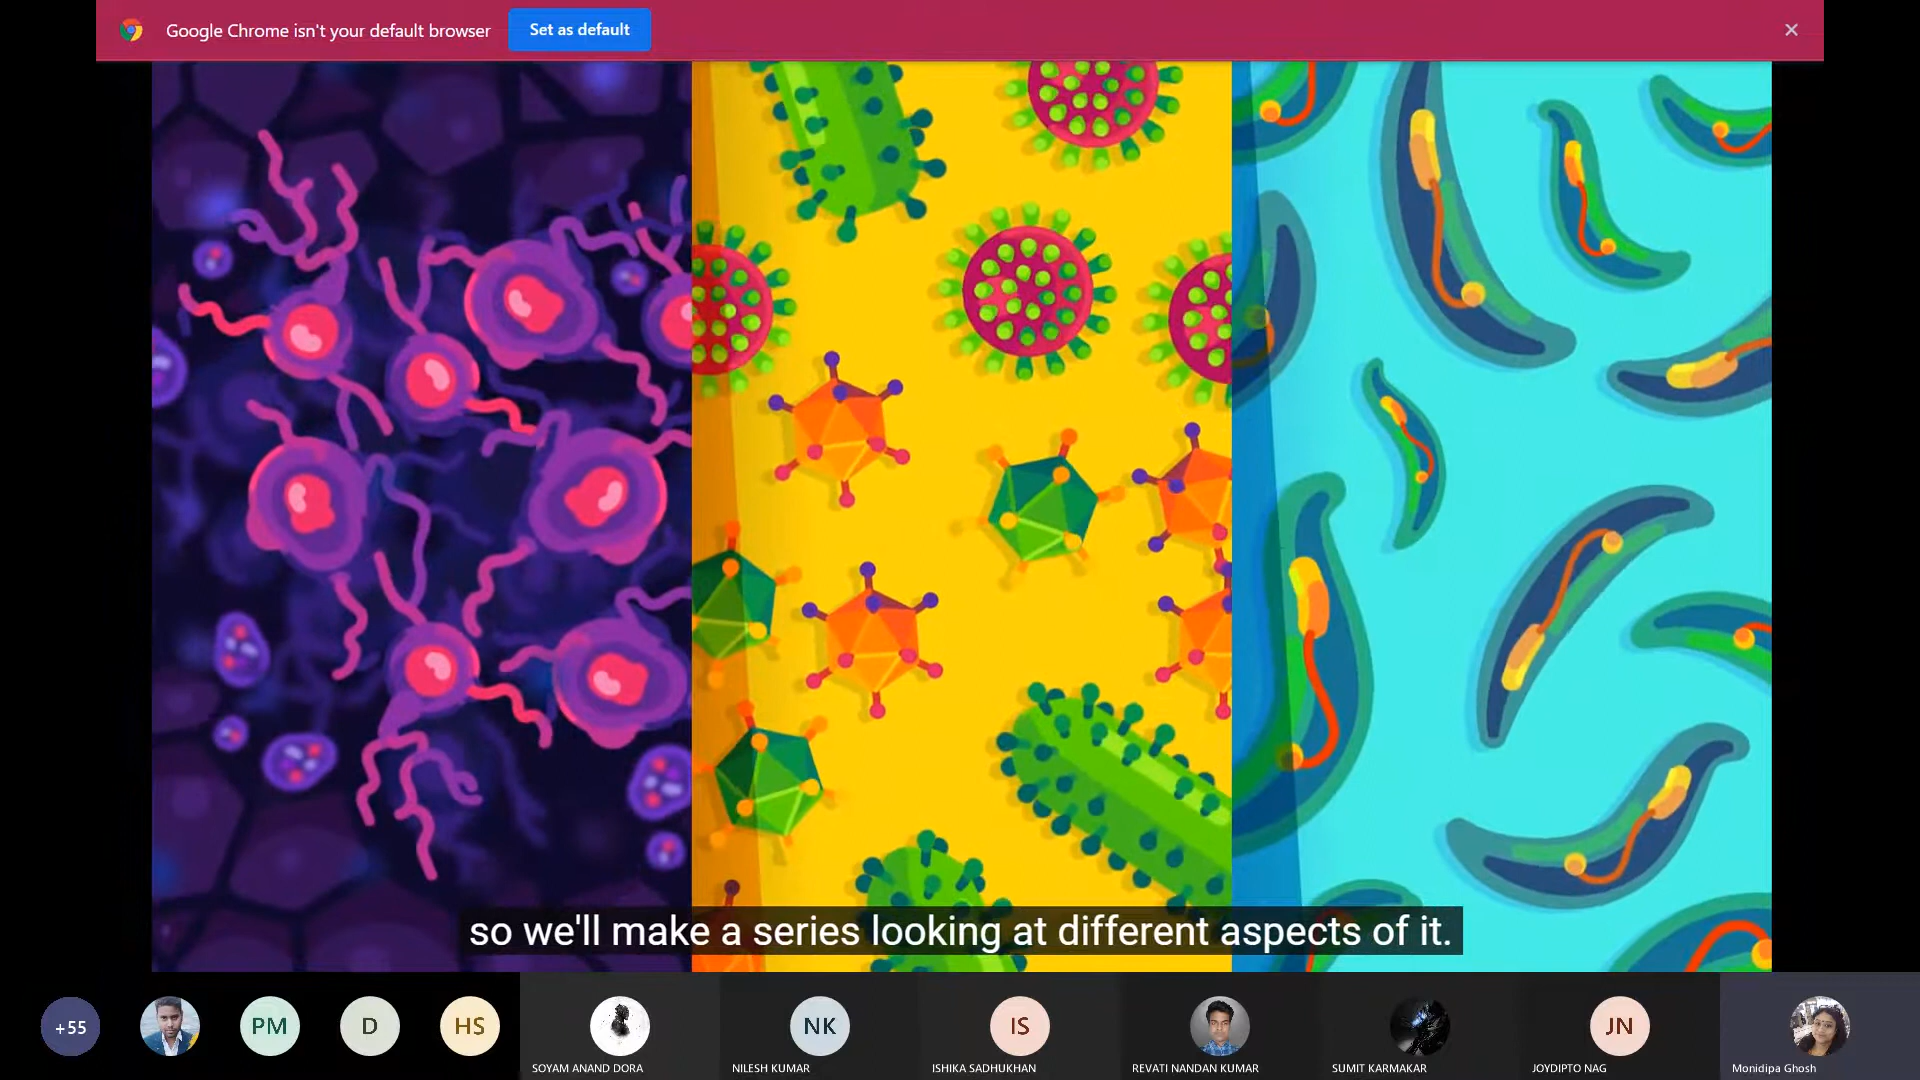 Google Chrome isn't your default browser
Set as default
so we'll make a series looking at different aspects of it.
+55
PM
D
HS
NK
IS
JN
SOYAM ANAND DORA
NILESH KUMAR
ISHIKA SADHUKHAN
REVATI NANDAN KUMAR
SUMIT KARMAKAR
JOYDIPTO NAG
Monidipa Ghosh